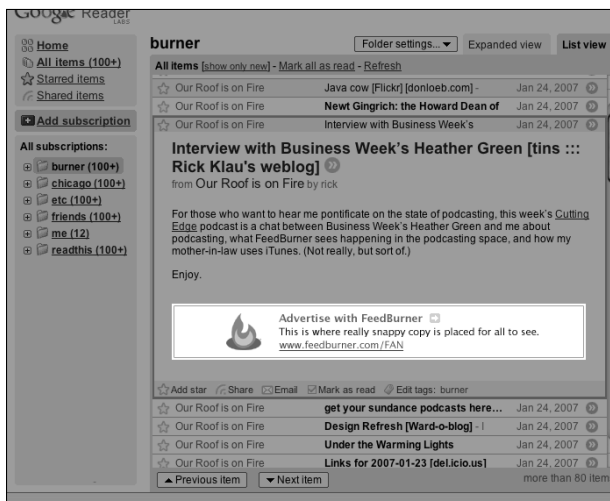 Google Reader
LABS
Home
All items (100+)
Starred items
Shared items
Add subscription
All subscriptions:
burner (100+)
chicago (100+)
etc (100+)
friends (100+)
me (12)
readthis (100+)
burner
Folder settings...
Expanded view
List view
All items [show only new] - Mark all as read - Refresh
Our Roof is on Fire Java cow [Flickr] [donloeb.com] - Jan 24, 2007
Our Roof is on Fire Newt Gingrich: the Howard Dean of Jan 24, 2007
Our Roof is on Fire Interview with Business Week's Jan 24, 2007
Interview with Business Week's Heather Green [tins :::
Rick Klau's weblog]
from Our Roof is on Fire by rick
For those who want to hear me pontificate on the state of podcasting, this week's Cutting
Edge podcast is a chat between Business Week's Heather Green and me about
podcasting, what FeedBurner sees happening in the podcasting space, and how my
mother-in-law uses iTunes. (Not really, but sort of.)
Enjoy.
Advertise with FeedBurner
This is where really snappy copy is placed for all to see.
www.feedburner.com/FAN
Add star Share Email Mark as read Edit tags: burner
Our Roof is on Fire get your sundance podcasts here... Jan 24, 2007
Our Roof is on Fire Design Refresh [Ward-o-blog] - I Jan 24, 2007
Our Roof is on Fire Under the Warming Lights Jan 24, 2007
Our Roof is on Fire Links for 2007-01-23 [del.icio.us] Jan 24, 2007
Previous item Next item more than 80 item